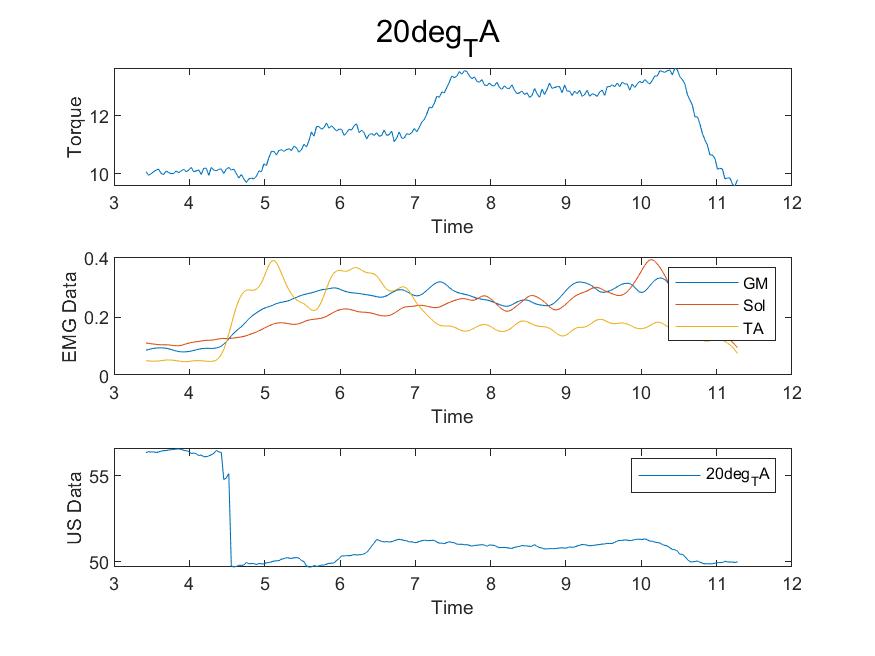 20deg_TA
Torque
12
10
3 4 5 6 7 8 9 10 11 12
Time
EMG Data
0.4
0.2
0
GM
Sol
TA
3 4 5 6 7 8 9 10 11 12
Time
US Data
55
50
20deg_TA
3 4 5 6 7 8 9 10 11 12
Time